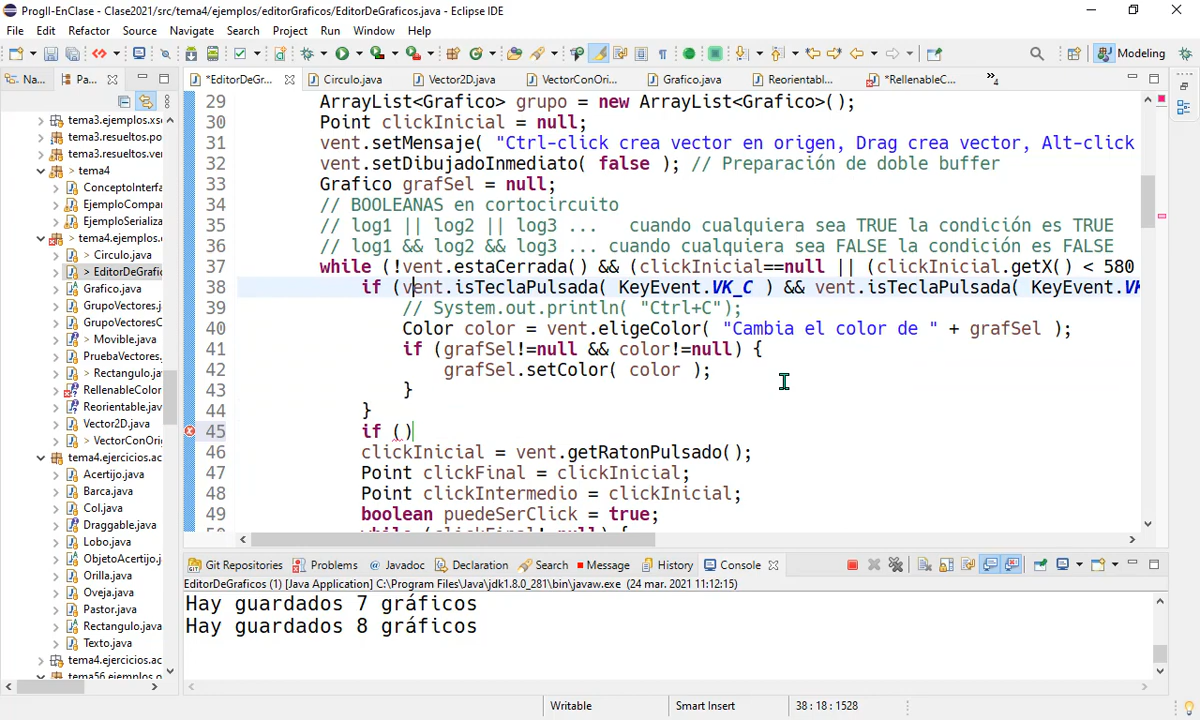 ProgII-EnClase - Clase2021/src/tema4/ejemplos/editorGraficos/EditorDeGraficos.java - Eclipse IDE
File Edit Refactor Source Navigate Search Project Run Window Help
Modeling
Na... Pa...
*EditorDeGr... Circulo.java Vector2D.java VectorConOri... Grafico.java Reorientabl... *RellenableC... »4
tema3.ejemplos.xs
tema3.resueltos.po
tema3.resueltos.ver
> tema4
ConceptoInterfa
EjemploCompar
EjemploSerializa
> tema4.ejemplos.
> Circulo.java
> EditorDeGrafic
Grafico.java
GrupoVectores.j
GrupoVectoresC
> Movible.java
PruebaVectores.
> Rectangulo.ja
RellenableColor
Reorientable.jav
Vector2D.java
> VectorConOri
tema4.ejercicios.ac
Acertijo.java
Barca.java
Col.java
Draggable.java
Lobo.java
ObjetoAcertijo.j
Orilla.java
Oveja.java
Pastor.java
Rectangulo.java
Texto.java
tema4.ejercicios.ac
tema56.ejemplos.o
29 ArrayList<Grafico> grupo = new ArrayList<Grafico>();
30 Point clickInicial = null;
31 vent.setMensaje( "Ctrl-click crea vector en origen, Drag crea vector, Alt-click
32 vent.setDibujadoInmediato( false ); // Preparación de doble buffer
33 Grafico grafSel = null;
34 // BOOLEANAS en cortocircuito
35 // log1 || log2 || log3 ... cuando cualquiera sea TRUE la condición es TRUE
36 // log1 && log2 && log3 ... cuando cualquiera sea FALSE la condición es FALSE
37 while (!vent.estaCerrada() && (clickInicial==null || (clickInicial.getX() < 580
38 if (vent.isTeclaPulsada( KeyEvent.VK_C ) && vent.isTeclaPulsada( KeyEvent.VK
39 // System.out.println( "Ctrl+C");
40 Color color = vent.eligeColor( "Cambia el color de " + grafSel );
41 if (grafSel!=null && color!=null) {
42 grafSel.setColor( color );
43 }
44 }
45 if ()
46 clickInicial = vent.getRatonPulsado();
47 Point clickFinal = clickInicial;
48 Point clickIntermedio = clickInicial;
49 boolean puedeSerClick = true;
Git Repositories Problems Javadoc Declaration Search Message History Console
EditorDeGraficos (1) [Java Application] C:\Program Files\Java\jdk1.8.0_281\bin\javaw.exe (24 mar. 2021 11:12:15)
Hay guardados 7 gráficos
Hay guardados 8 gráficos
Writable Smart Insert 38 : 18 : 1528